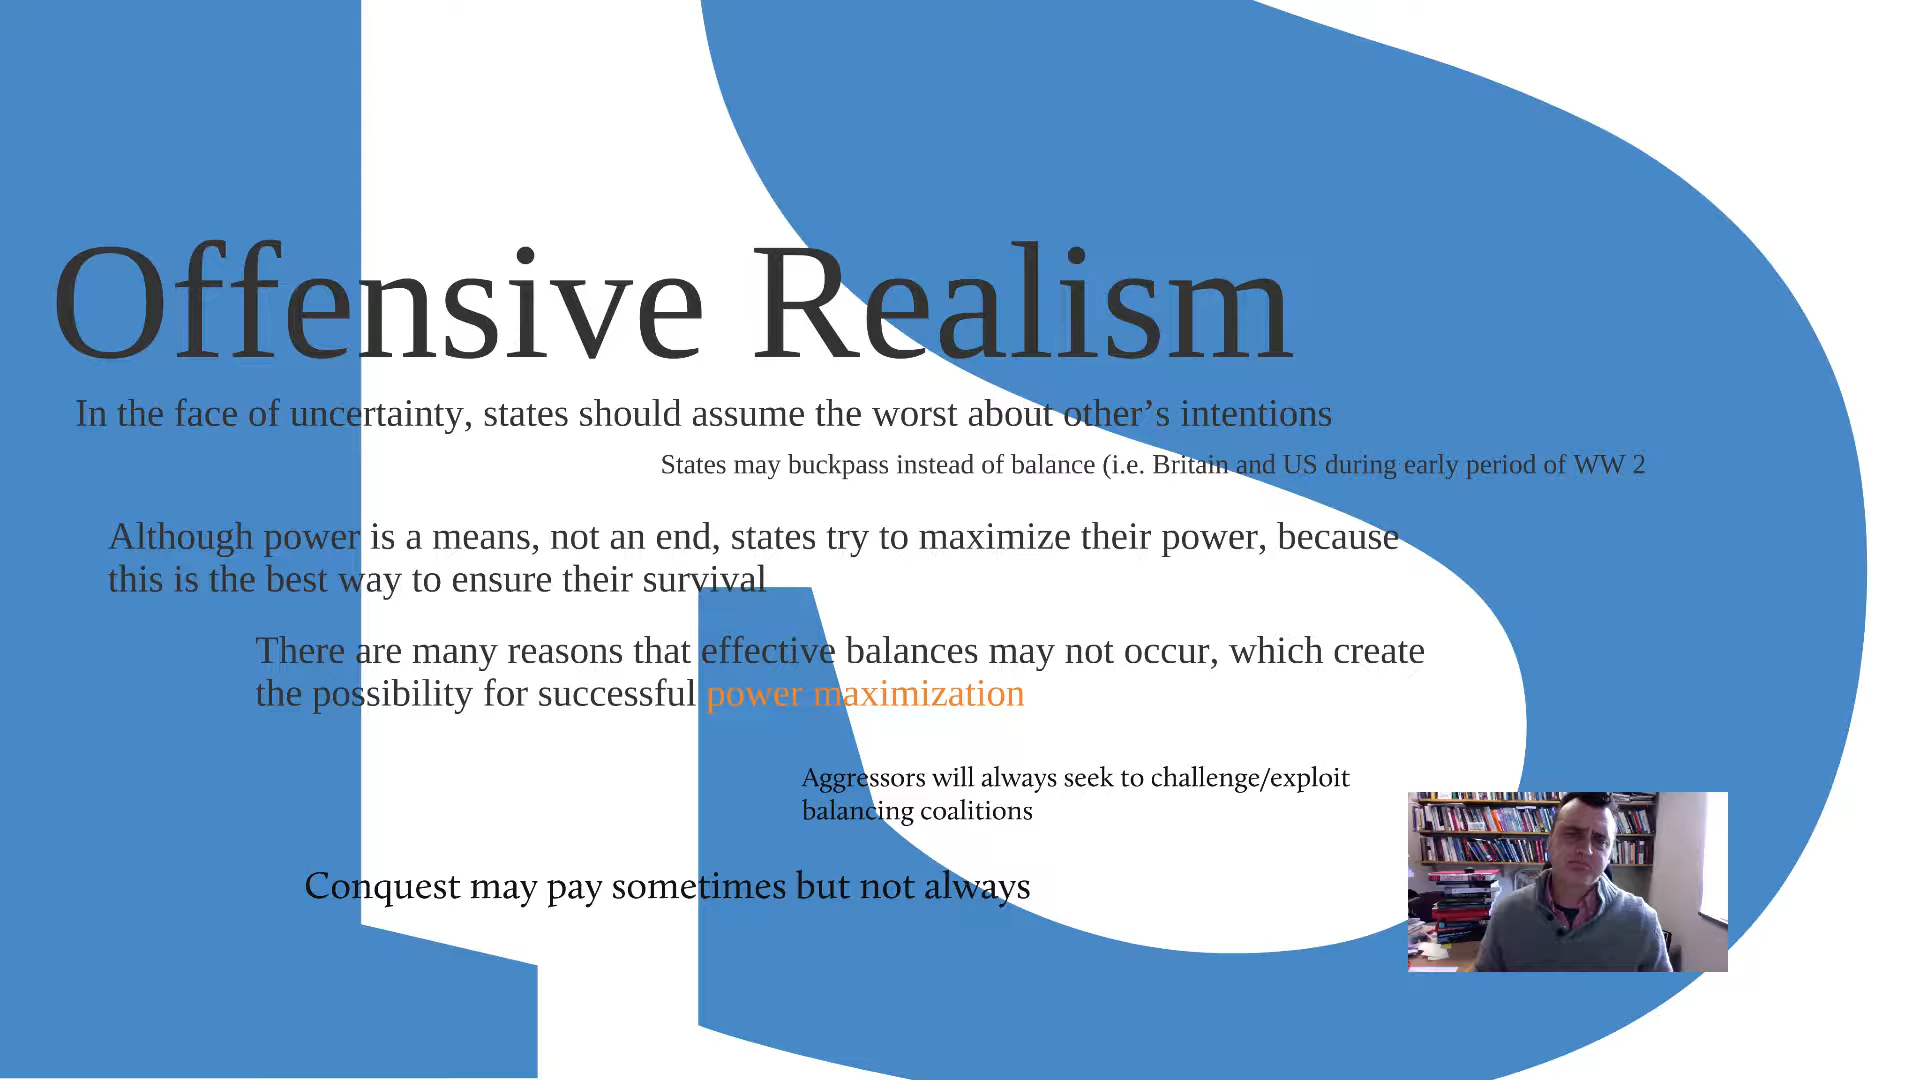 Offensive Realism
In the face of uncertainty, states should assume the worst about other’s intentions
States may buckpass instead of balance (i.e. Britain and US during early period of WW 2
Although power is a means, not an end, states try to maximize their power, because
this is the best way to ensure their survival
There are many reasons that effective balances may not occur, which create
the possibility for successful power maximization
Aggressors will always seek to challenge/exploit
balancing coalitions
Conquest may pay sometimes but not always